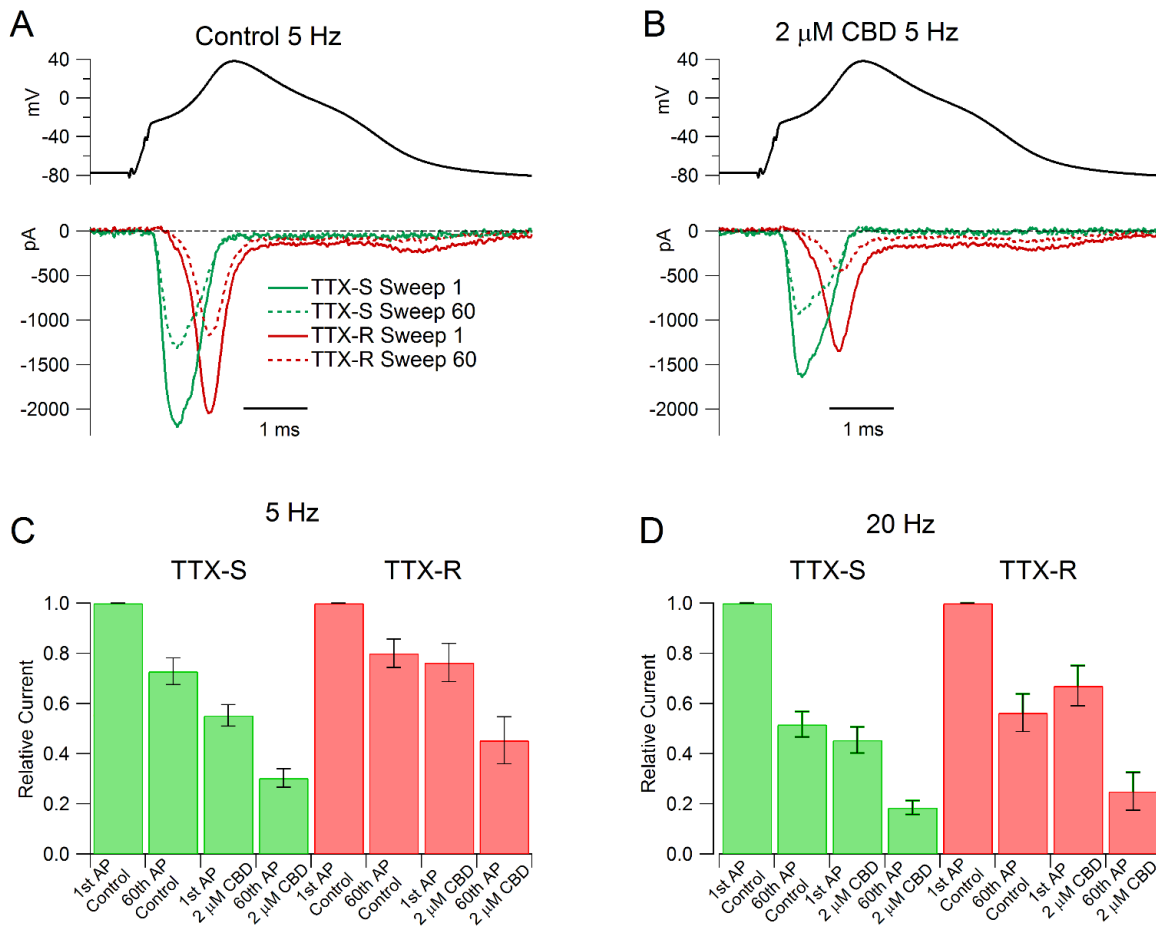 A
Control 5 Hz
40
0
-40
-80
mV
0
-500
-1000
-1500
-2000
pA
TTX-S Sweep 1
TTX-S Sweep 60
TTX-R Sweep 1
TTX-R Sweep 60
1 ms
B
2 μM CBD 5 Hz
40
0
-40
-80
mV
0
-500
-1000
-1500
-2000
pA
1 ms
C
5 Hz
TTX-S
TTX-R
1.0
0.8
0.6
0.4
0.2
0.0
Relative Current
1st AP
Control
60th AP
Control
1st AP
2 μM CBD
60th AP
2 μM CBD
1st AP
Control
60th AP
Control
1st AP
2 μM CBD
60th AP
2 μM CBD
D
20 Hz
TTX-S
TTX-R
1.0
0.8
0.6
0.4
0.2
0.0
Relative Current
1st AP
Control
60th AP
Control
1st AP
2 μM CBD
60th AP
2 μM CBD
1st AP
Control
60th AP
Control
1st AP
2 μM CBD
60th AP
2 μM CBD